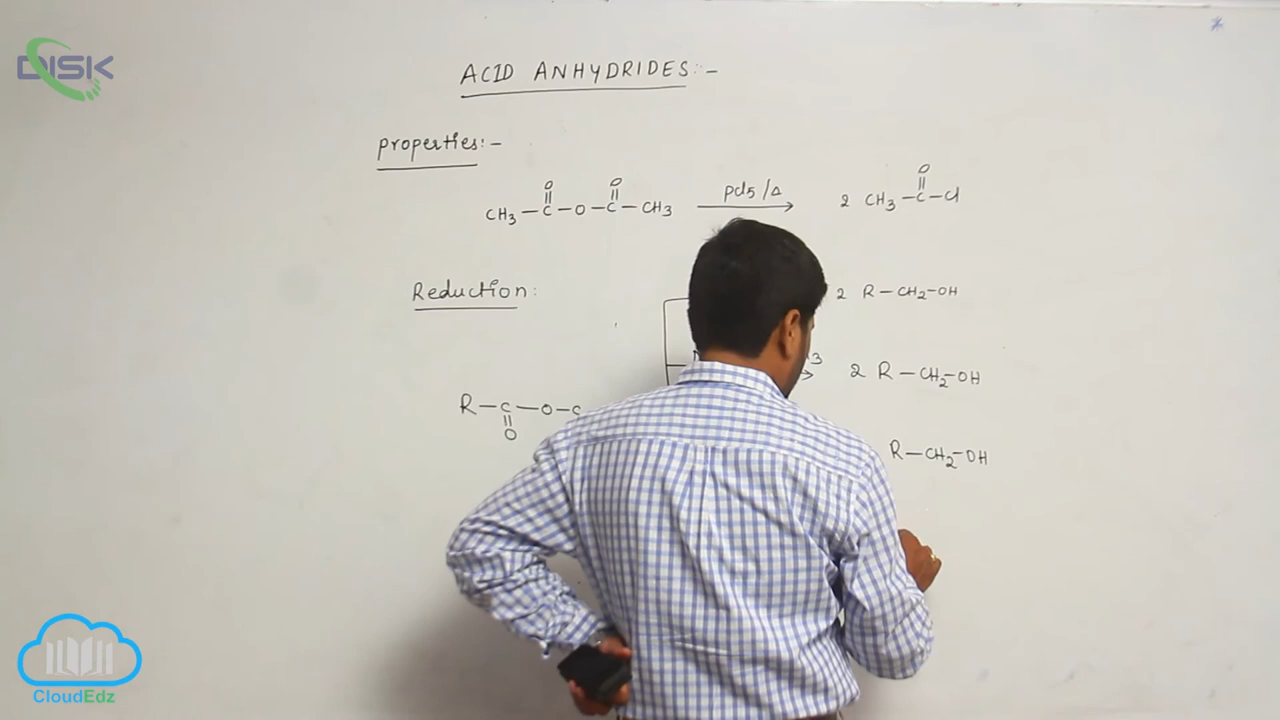 DISK
ACID ANHYDRIDES:-
properties:-
CH3-C(=O)-O-C(=O)-CH3 pcl5/Δ → 2 CH3-C(=O)-Cl
Reduction:
2 R-CH2-OH
3 → 2 R-CH2-OH
R-C(=O)-O-C
R-CH2-OH
CloudEdz